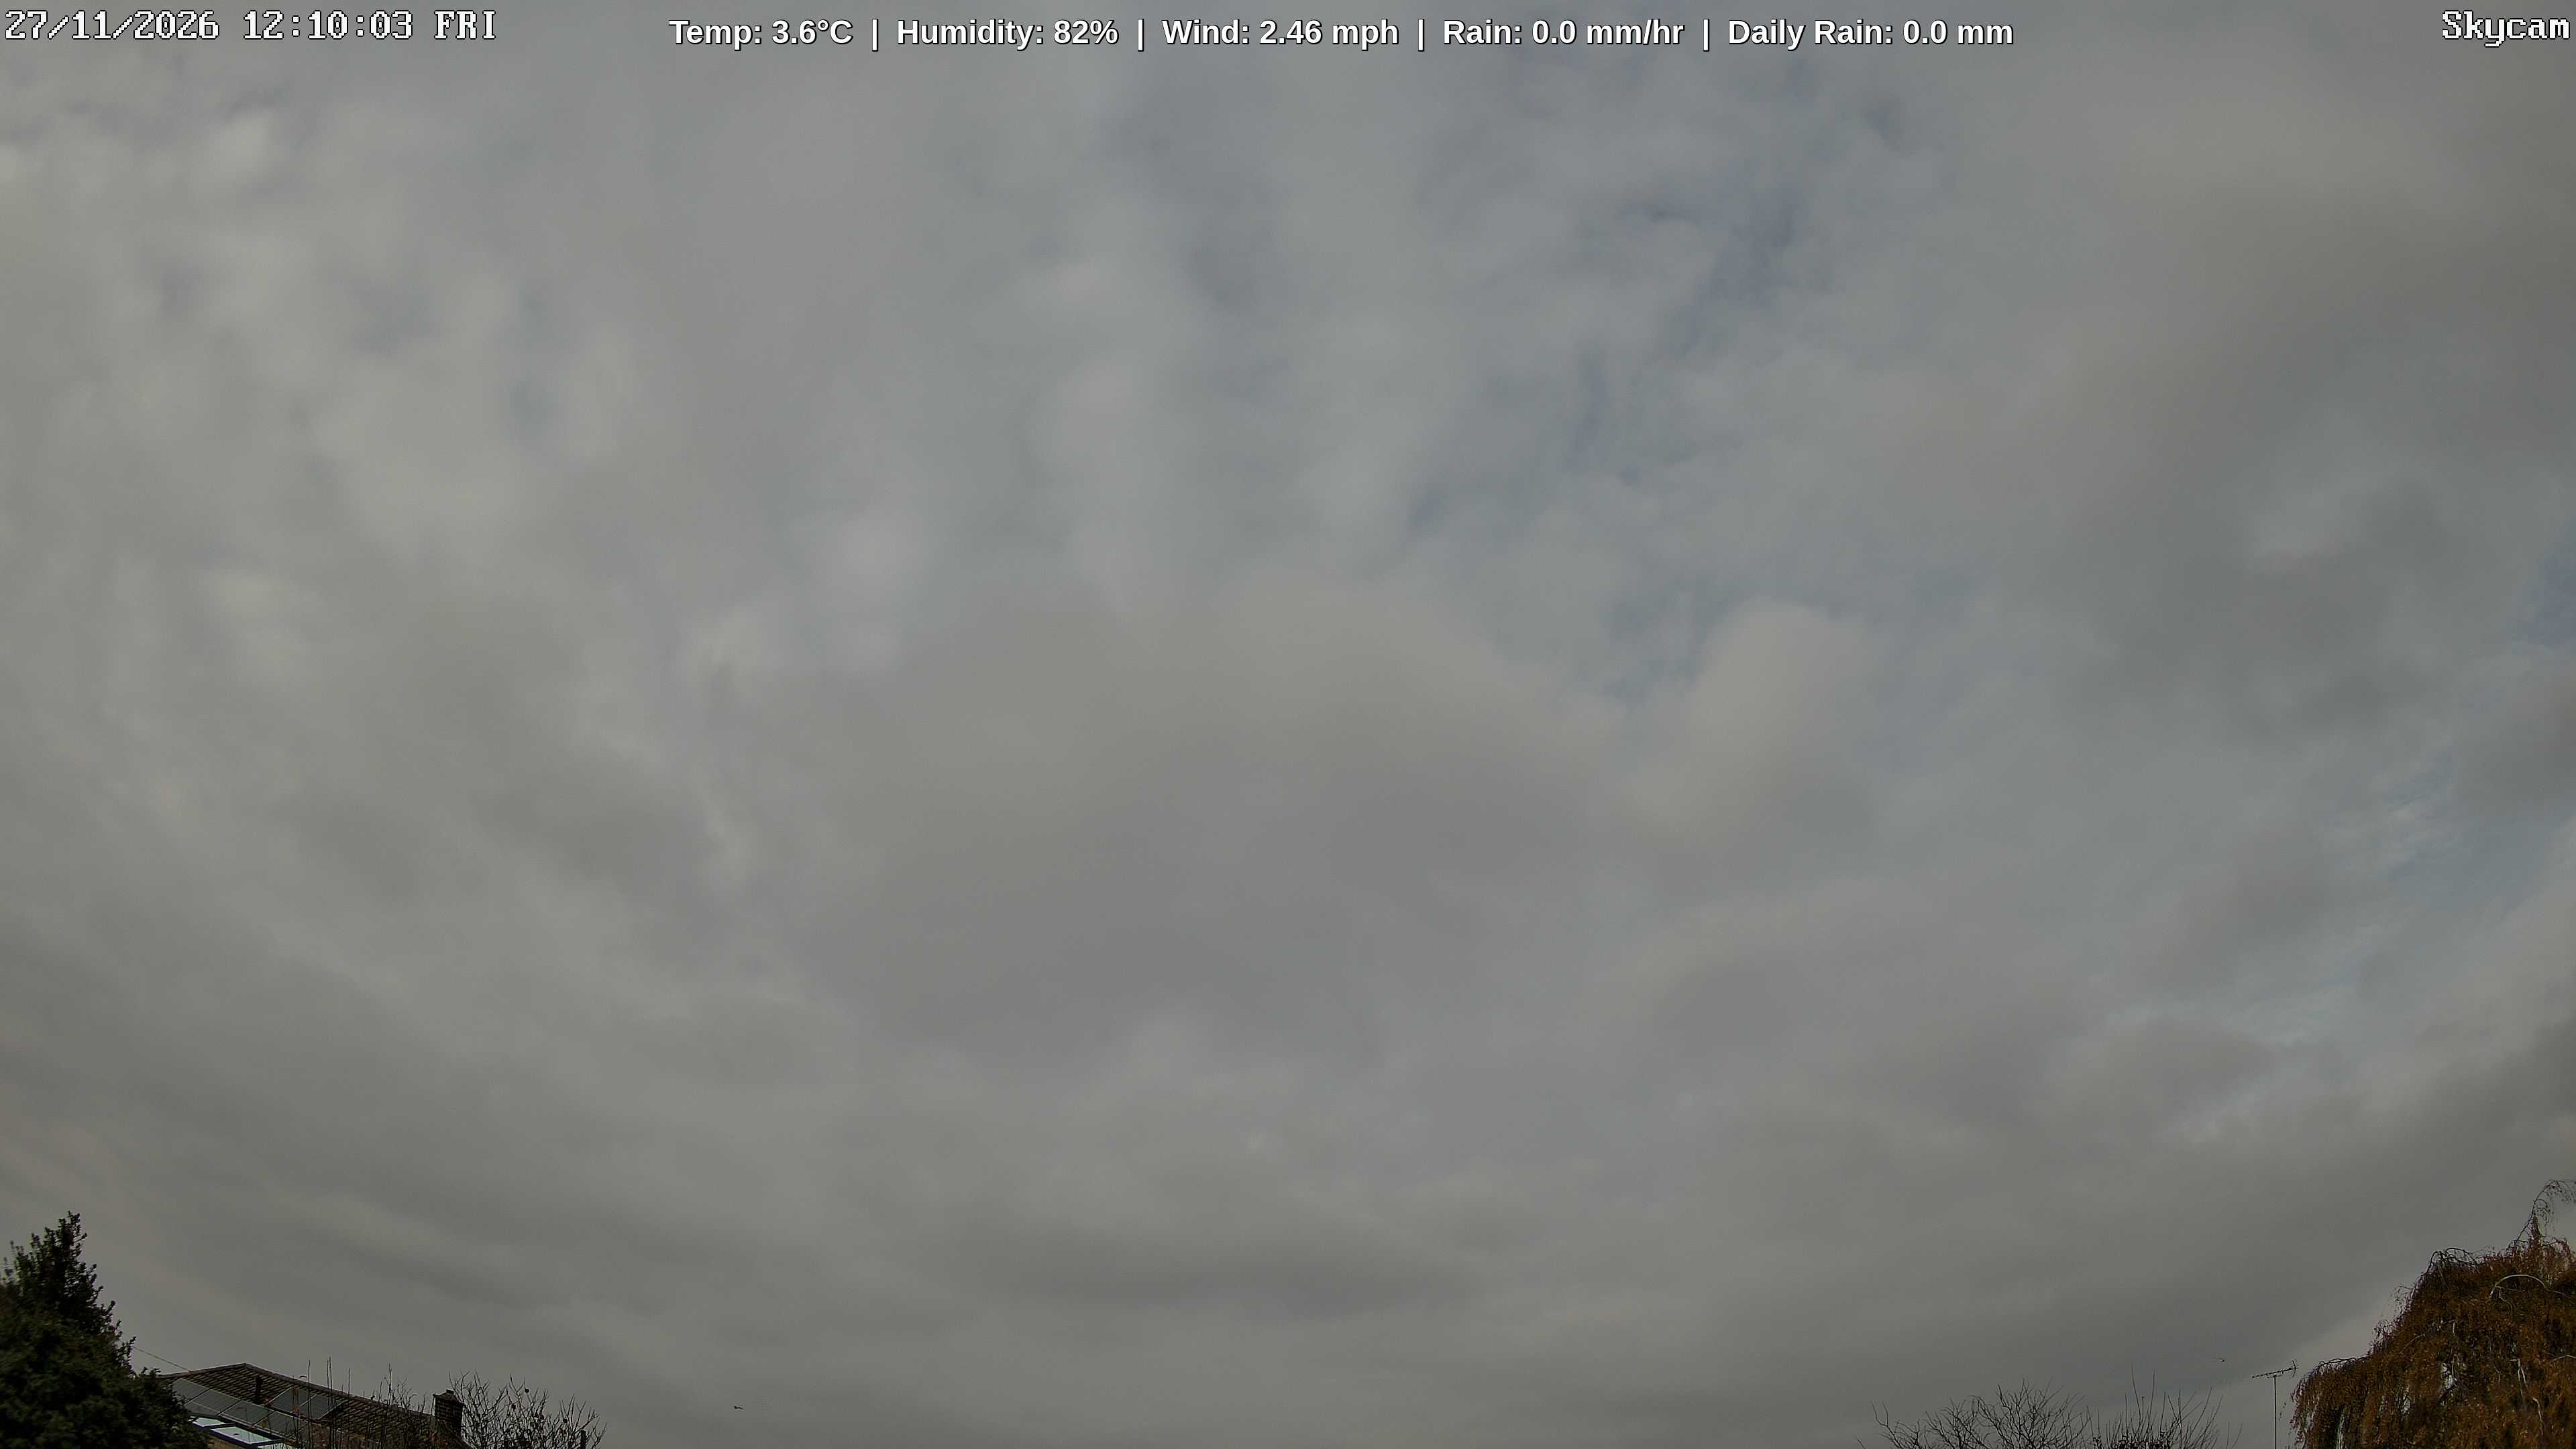 27/11/2026 12:10:03 FRI
Temp: 3.6°C | Humidity: 82% | Wind: 2.46 mph | Rain: 0.0 mm/hr | Daily Rain: 0.0 mm
Skycam